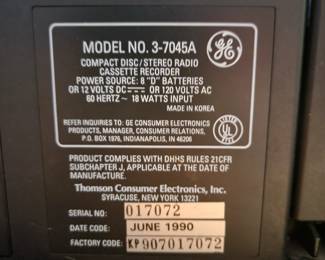 MODEL NO. 3-7045A
GE
COMPACT DISC/STEREO RADIO
CASSETTE RECORDER
POWER SOURCE: 8 "D" BATTERIES
OR 12 VOLTS DC⎓ OR 120 VOLTS AC
60 HERTZ~ 18 WATTS INPUT
MADE IN KOREA
REFER INQUIRIES TO: GE CONSUMER ELECTRONICS
PRODUCTS, MANAGER, CONSUMER RELATIONS,
P.O. BOX 1976, INDIANAPOLIS, IN 46206
UL
PRODUCT COMPLIES WITH DHHS RULES 21CFR
SUBCHAPTER J, APPLICABLE AT THE DATE OF
MANUFACTURE.
Thomson Consumer Electronics, Inc.
SYRACUSE, NEW YORK 13221
SERIAL NO: 017072
DATE CODE: JUNE 1990
FACTORY CODE: KP907017072